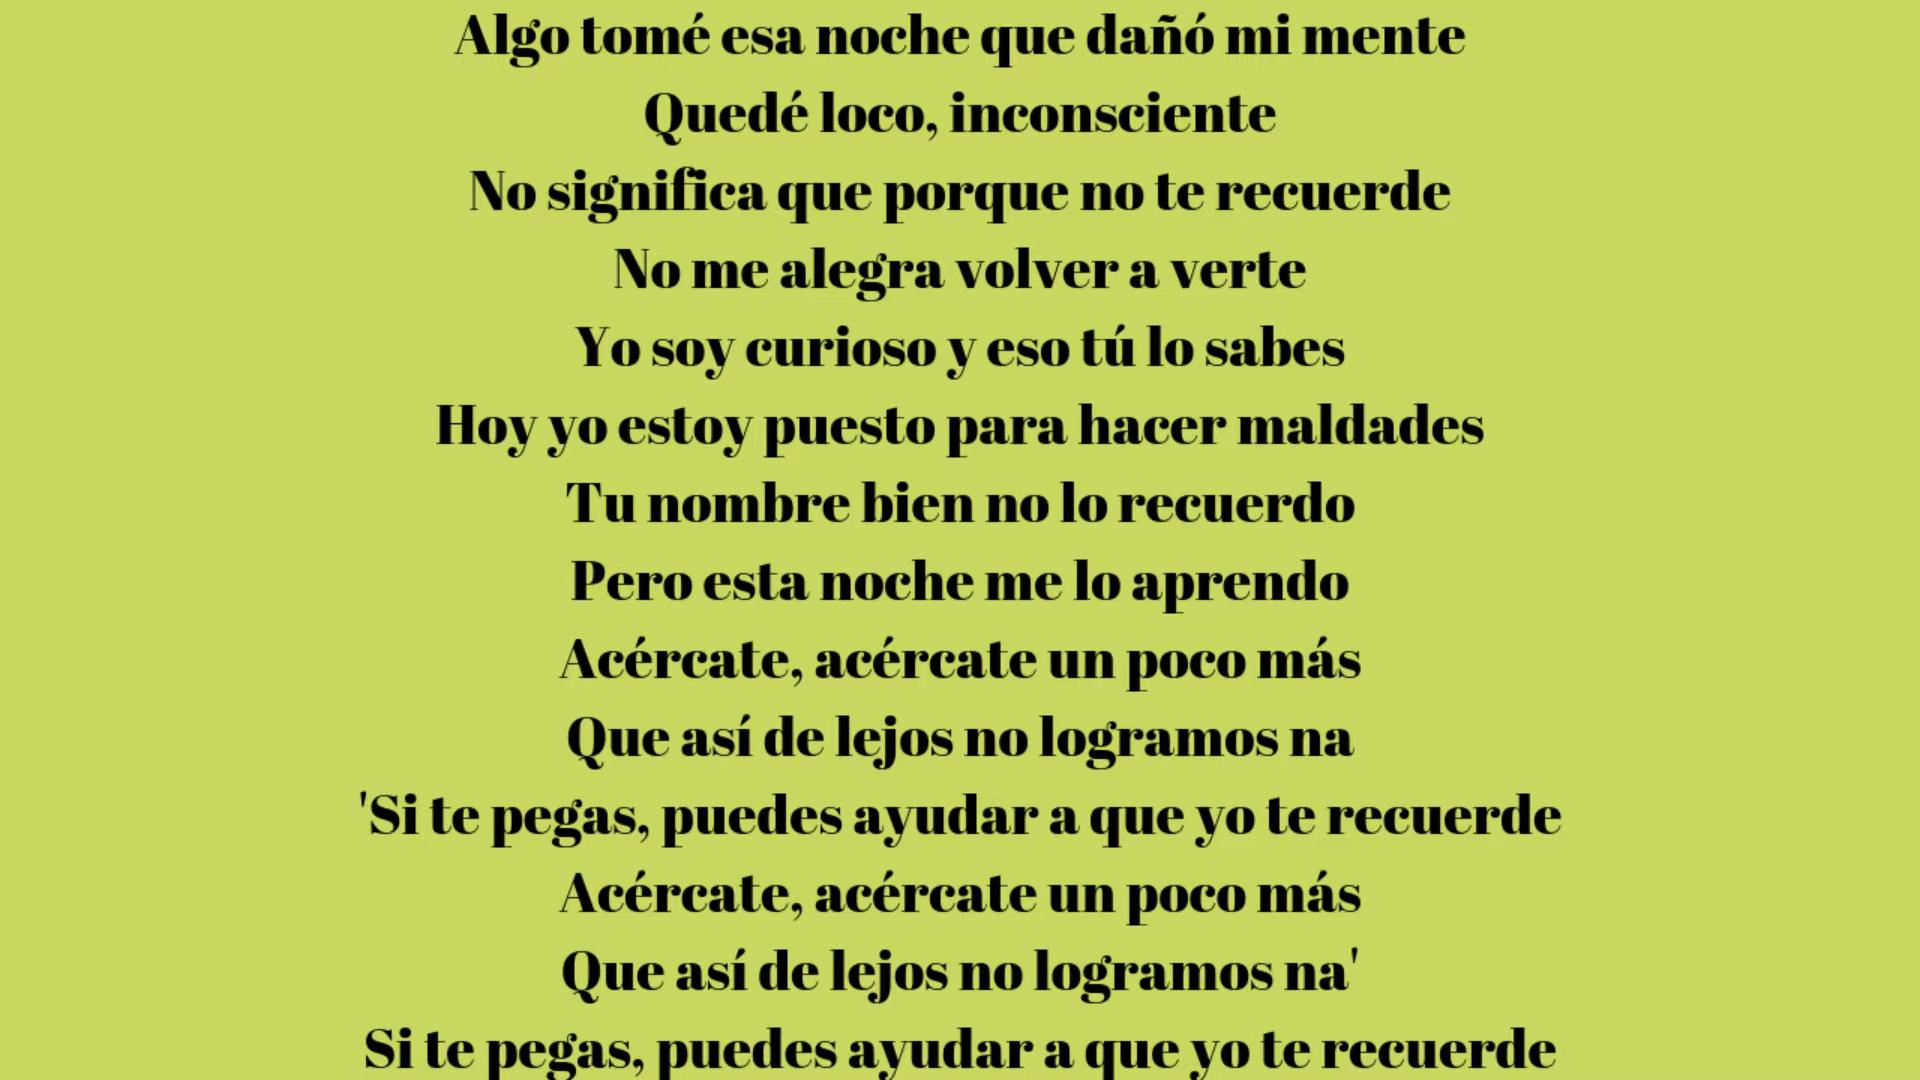 Algo tomé esa noche que dañó mi mente
Quedé loco, inconsciente
No significa que porque no te recuerde
No me alegra volver a verte
Yo soy curioso y eso tú lo sabes
Hoy yo estoy puesto para hacer maldades
Tu nombre bien no lo recuerdo
Pero esta noche me lo aprendo
Acércate, acércate un poco más
Que así de lejos no logramos na
'Si te pegas, puedes ayudar a que yo te recuerde
Acércate, acércate un poco más
Que así de lejos no logramos na'
Si te pegas, puedes ayudar a que yo te recuerde